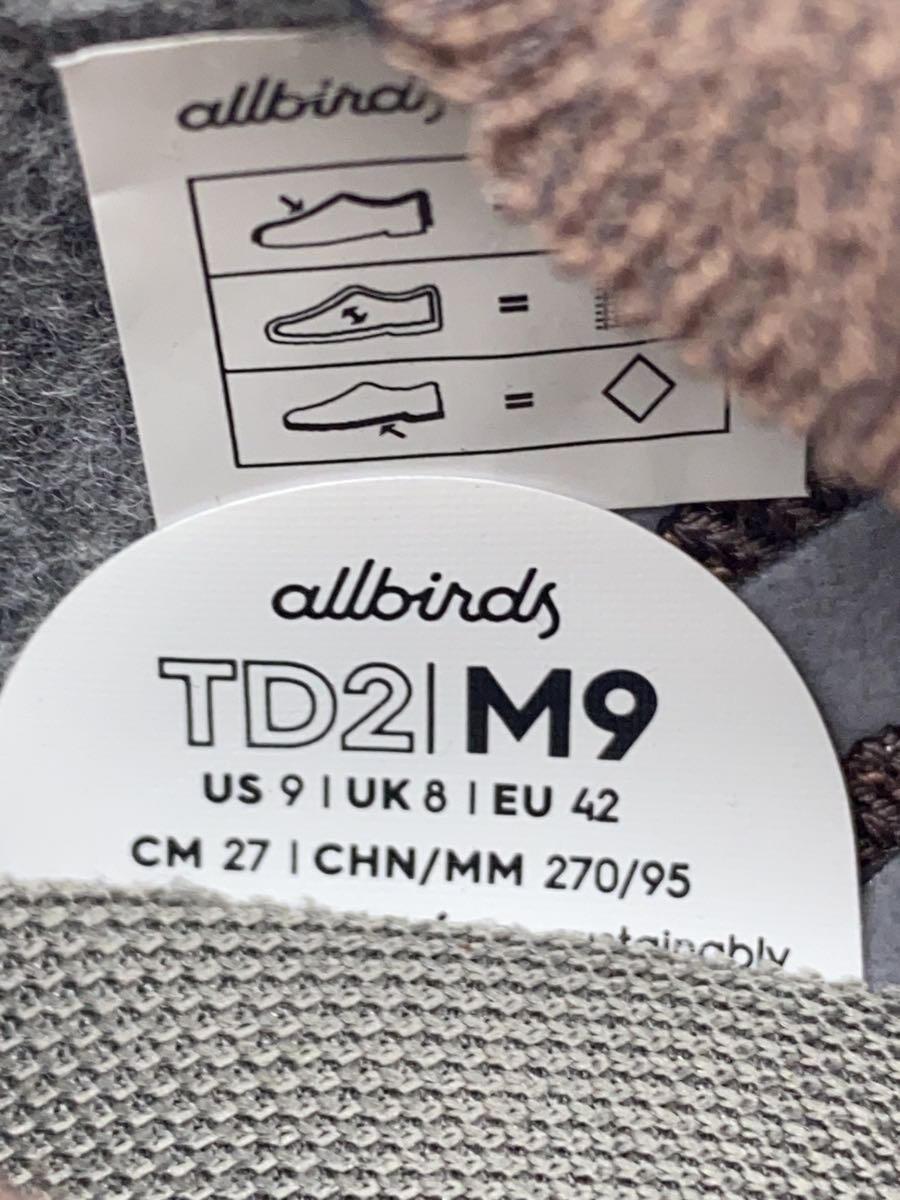 allbirds
=
=
allbirds
TD2 | M9
US 9 | UK 8 | EU 42
CM 27 | CHN/MM 270/95